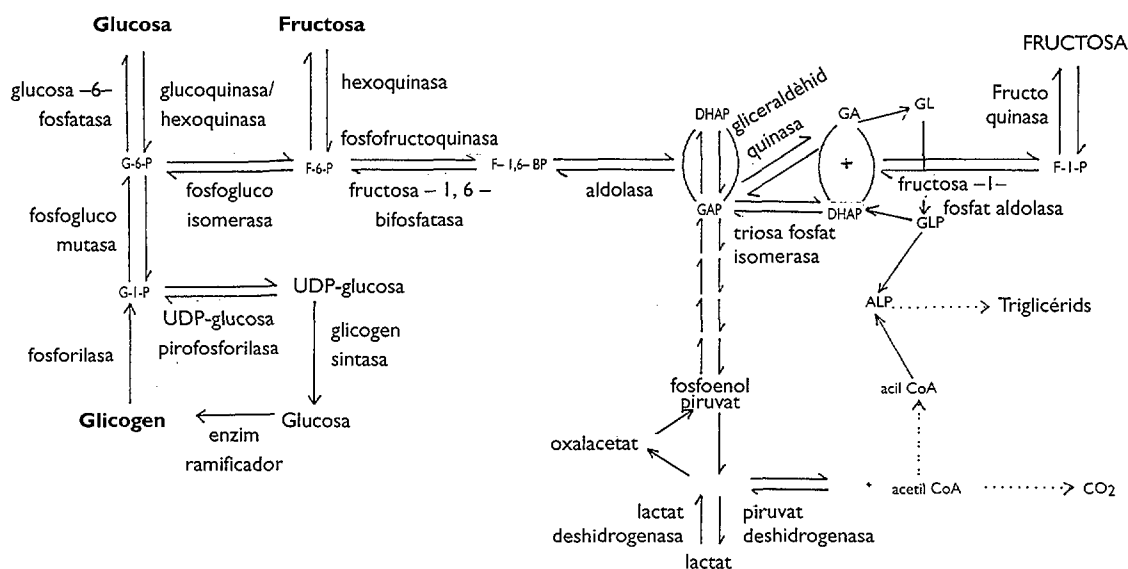 Glucosa
Fructosa
FRUCTOSA
glucosa –6–
fosfatasa
glucoquinasa/
hexoquinasa
hexoquinasa
DHAP
gliceraldèhid
quinasa
GA
GL
Fructo
quinasa
G-6-P
fosfogluco
isomerasa
F-6-P
fosfofructoquinasa
fructosa – 1, 6 –
bifosfatasa
F– 1,6– BP
aldolasa
+
fructosa –1–
fosfat aldolasa
F-1-P
fosfogluco
mutasa
GAP
triosa fosfat
isomerasa
DHAP
GLP
G-1-P
UDP-glucosa
pirofosforilasa
UDP-glucosa
ALP
Triglicérids
fosforilasa
glicogen
sintasa
fosfoenol
piruvat
acil CoA
Glicogen
enzim
ramificador
Glucosa
oxalacetat
acetil CoA
CO2
lactat
deshidrogenasa
piruvat
deshidrogenasa
lactat